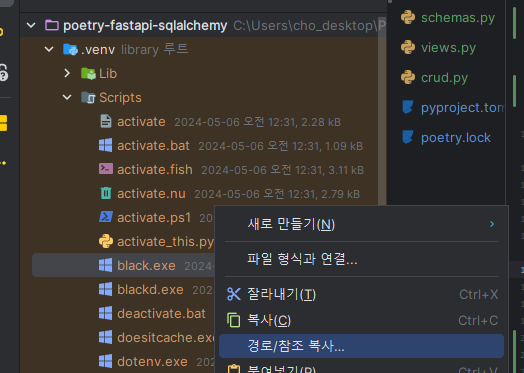 poetry-fastapi-sqlalchemy C:\Users\cho_desktop\P
.venv library 루트
Lib
Scripts
activate 2024-05-06 오전 12:31, 2.28 kB
activate.bat 2024-05-06 오전 12:31, 1.09 kB
activate.fish 2024-05-06 오전 12:31, 3.11 kB
activate.nu 2024-05-06 오전 12:31, 2.79 kB
activate.ps1 2024-05-06
activate_this.py
black.exe 2024-
blackd.exe
deactivate.bat
doesitcache.ex
dotenv.exe
schemas.py
views.py
crud.py
pyproject.tom
poetry.lock
새로 만들기(N)
파일 형식과 연결...
잘라내기(T) Ctrl+X
복사(C) Ctrl+C
경로/참조 복사...
붙여넣기(P) Ctrl+V